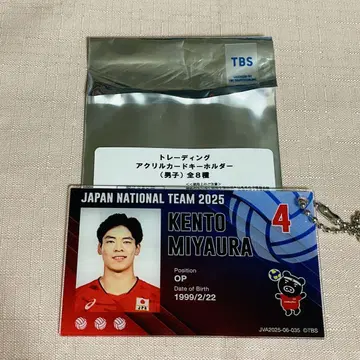 TBS
トレーディング
アクリルカードキーホルダー
(男子) 全8種
JAPAN NATIONAL TEAM 2025
KENTO
MIYAURA
4
Position
OP
Date of Birth
1999/2/22
JPN
JVA2025-06-035 ©TBS